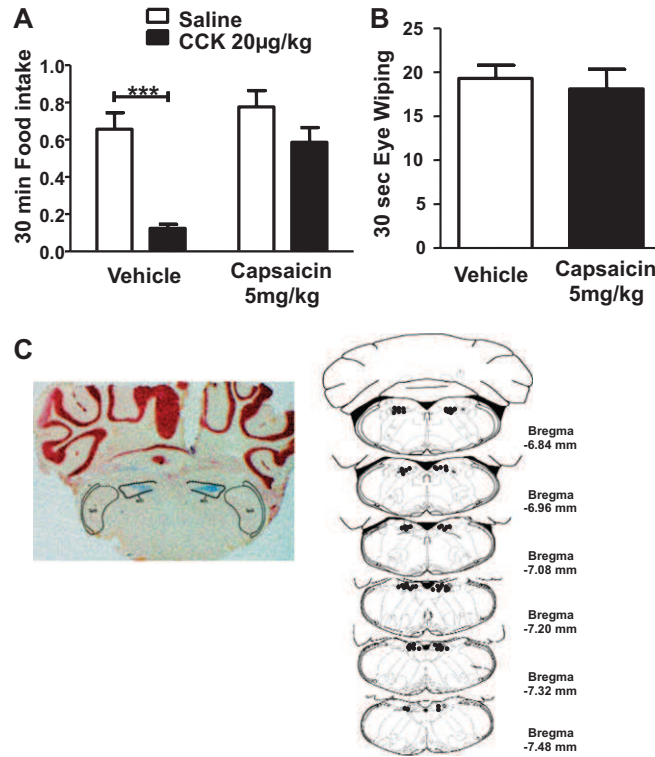 A
Saline
CCK 20µg/kg
30 min Food intake
1.0
0.8
0.6
0.4
0.2
0.0
***
Vehicle
Capsaicin
5mg/kg
B
30 sec Eye Wiping
25
20
15
10
5
0
Vehicle
Capsaicin
5mg/kg
C
Bregma
-6.84 mm
Bregma
-6.96 mm
Bregma
-7.08 mm
Bregma
-7.20 mm
Bregma
-7.32 mm
Bregma
-7.48 mm